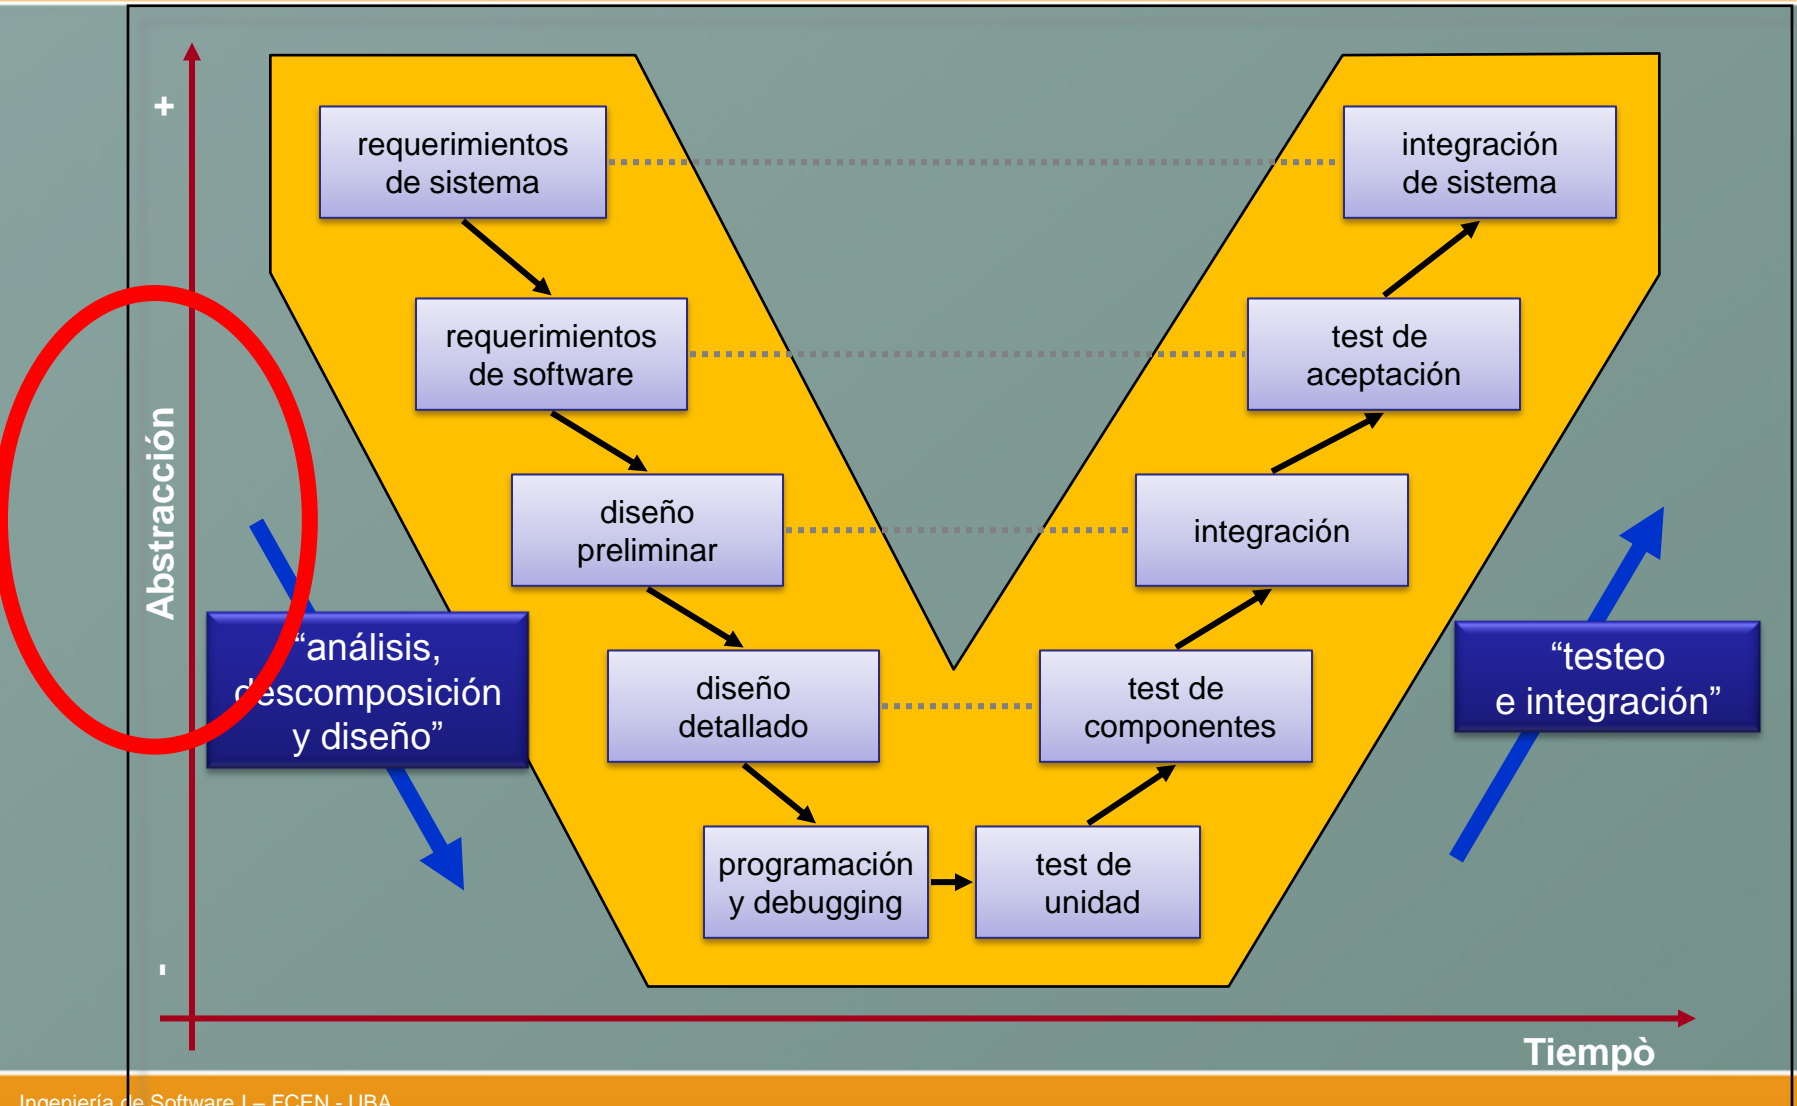 +
requerimientos
de sistema
integración
de sistema
requerimientos
de software
test de
aceptación
Abstracción
diseño
preliminar
integración
“análisis,
descomposición
y diseño”
diseño
detallado
test de
componentes
“testeo
e integración”
programación
y debugging
test de
unidad
-
Tiempò
Ingeniería de Software I – FCEN - UBA